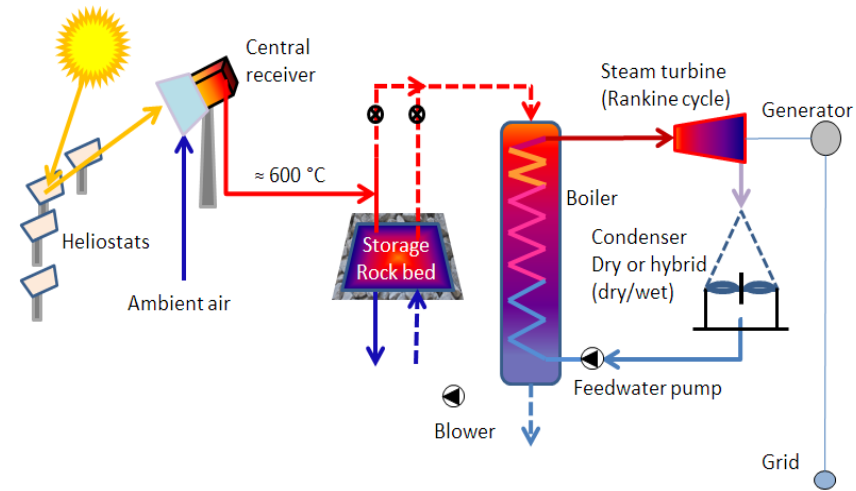 Central
receiver
Steam turbine
(Rankine cycle)
Generator
≈ 600 °C
Heliostats
Boiler
Storage
Rock bed
Condenser
Dry or hybrid
(dry/wet)
Ambient air
Feedwater pump
Blower
Grid